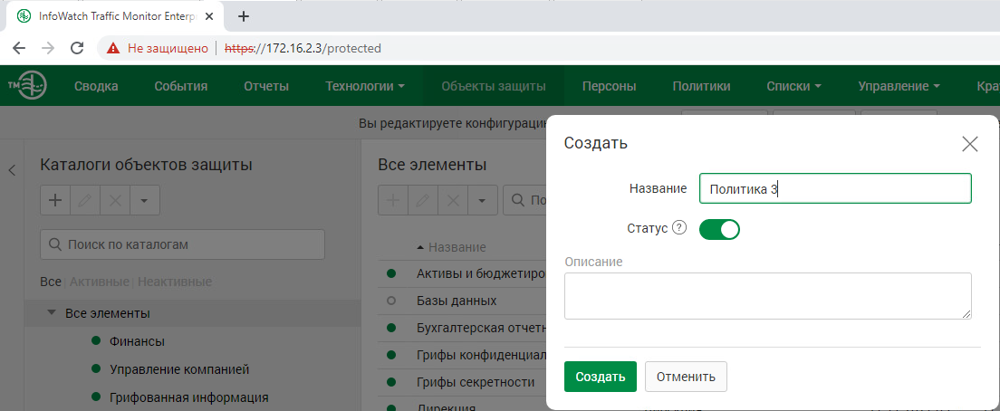 InfoWatch Traffic Monitor Enterp
Не защищено https://172.16.2.3/protected
TM Сводка События Отчеты Технологии Объекты защиты Персоны Политики Списки Управление Кра
Вы редактируете конфигурацию
Создать
Название Политика 3
Статус ?
Описание
Создать Отменить
Каталоги объектов защиты
Поиск по каталогам
Все Активные Неактивные
Все элементы
Финансы
Управление компанией
Грифованная информация
Все элементы
По
Название
Активы и бюджетиро
Базы данных
Бухгалтерская отчетн
Грифы конфиденциал
Грифы секретности
Дирекция